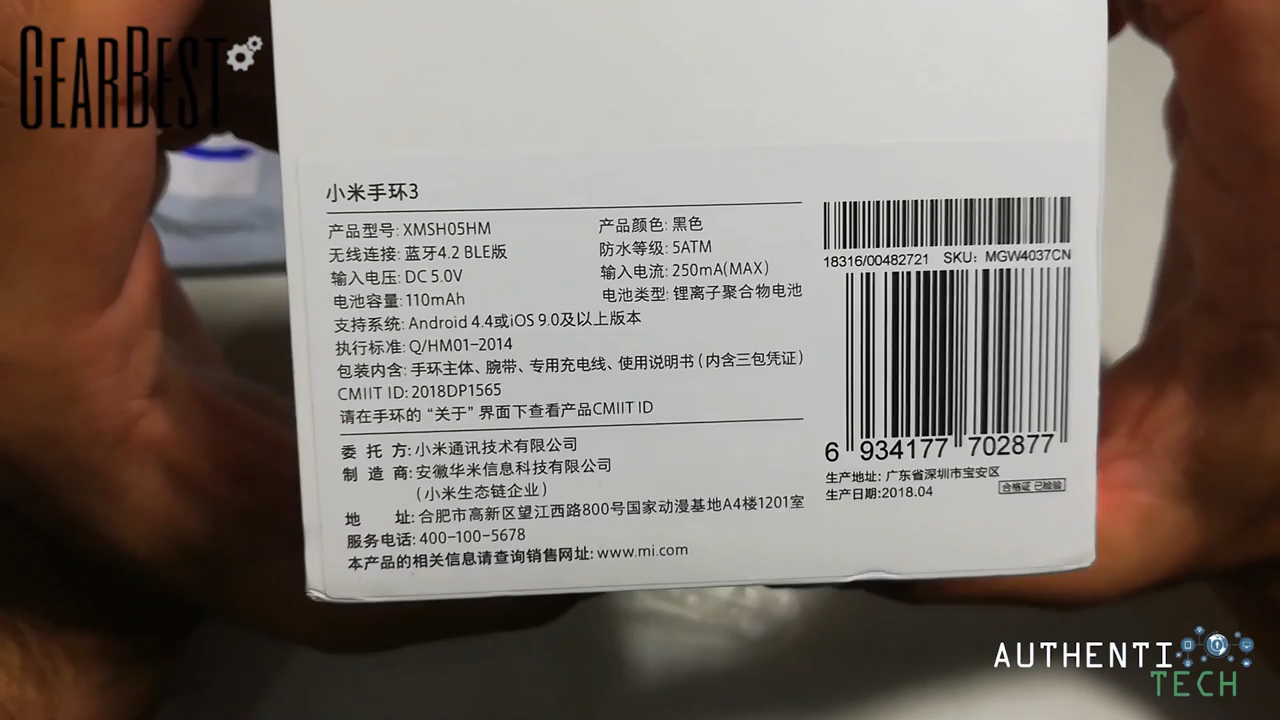 GEARBEST
小米手环3
产品型号: XMSH05HM
产品颜色: 黑色
无线连接: 蓝牙4.2 BLE版
防水等级: 5ATM
输入电压: DC 5.0V
输入电流: 250mA(MAX)
电池容量: 110mAh
电池类型: 锂离子聚合物电池
支持系统: Android 4.4或iOS 9.0及以上版本
执行标准: Q/HM01-2014
包装内含: 手环主体、腕带、专用充电线、使用说明书(内含三包凭证)
CMIIT ID: 2018DP1565
请在手环的“关于”界面下查看产品CMIIT ID
委 托 方: 小米通讯技术有限公司
制 造 商: 安徽华米信息科技有限公司
(小米生态链企业)
地 址: 合肥市高新区望江西路800号国家动漫基地A4楼1201室
服务电话: 400-100-5678
本产品的相关信息请查询销售网址: www.mi.com
18316/00482721 SKU: MGW4037CN
6 934177 702877
生产地址: 广东省深圳市宝安区
生产日期:2018.04
合格证 已检验
AUTHENTI
TECH